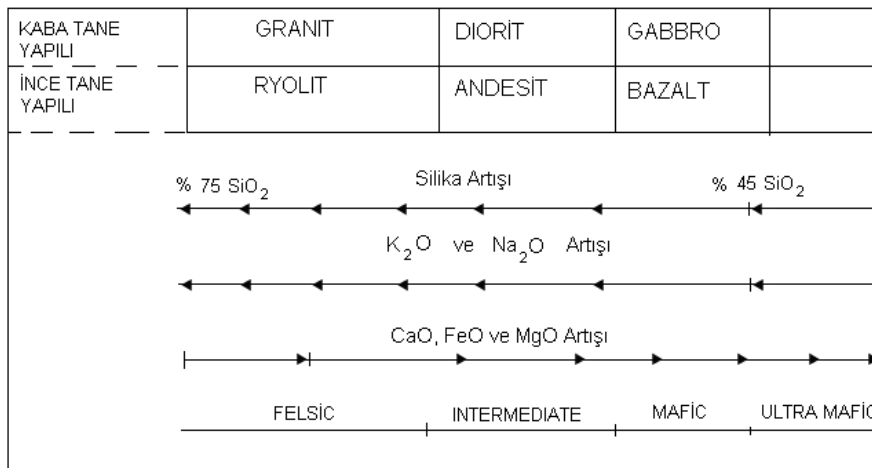 KABA TANE YAPILI
GRANIT
DIORİT
GABBRO
İNCE TANE YAPILI
RYOLIT
ANDESİT
BAZALT
% 75 SiO2
Silika Artışı
% 45 SiO2
K2O ve Na2O Artışı
CaO, FeO ve MgO Artışı
FELSİC
INTERMEDIATE
MAFİC
ULTRA MAFİC